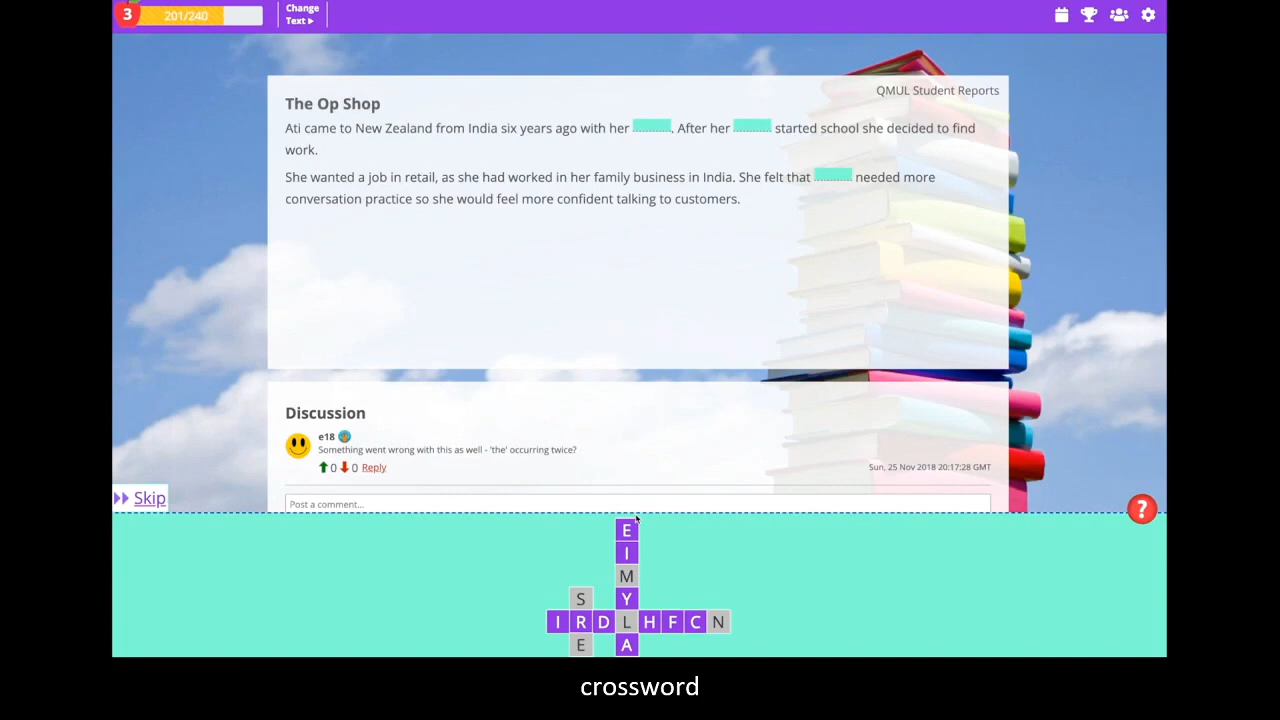 3
201/240
Change
Text ▶
QMUL Student Reports
The Op Shop
Ati came to New Zealand from India six years ago with her . After her started school she decided to find
work.
She wanted a job in retail, as she had worked in her family business in India. She felt that needed more
conversation practice so she would feel more confident talking to customers.
Discussion
e18
Something went wrong with this as well - 'the' occurring twice?
0 0 Reply
Sun, 25 Nov 2018 20:17:28 GMT
Skip
Post a comment...
?
E
I
M
S Y
I R D L H F C N
E A
crossword